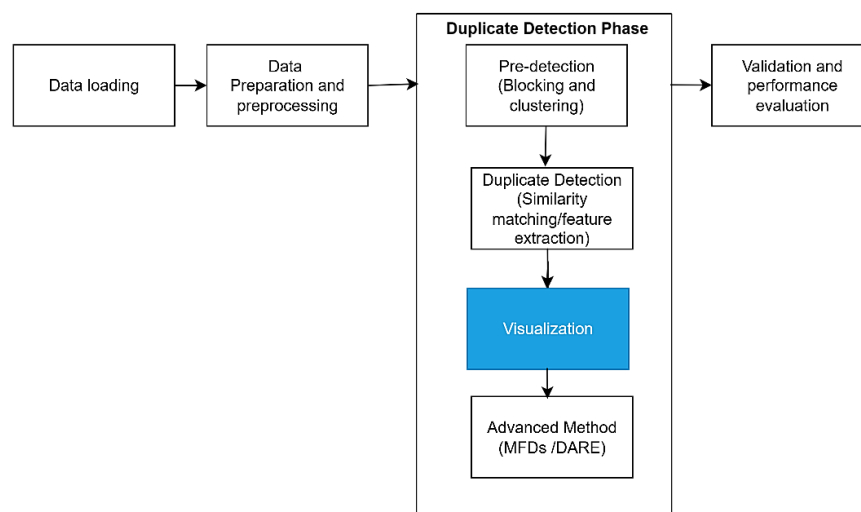 Data loading
Data
Preparation and
preprocessing
Duplicate Detection Phase
Pre-detection
(Blocking and
clustering)
Duplicate Detection
(Similarity
matching/feature
extraction)
Visualization
Advanced Method
(MFDs /DARE)
Validation and
performance
evaluation